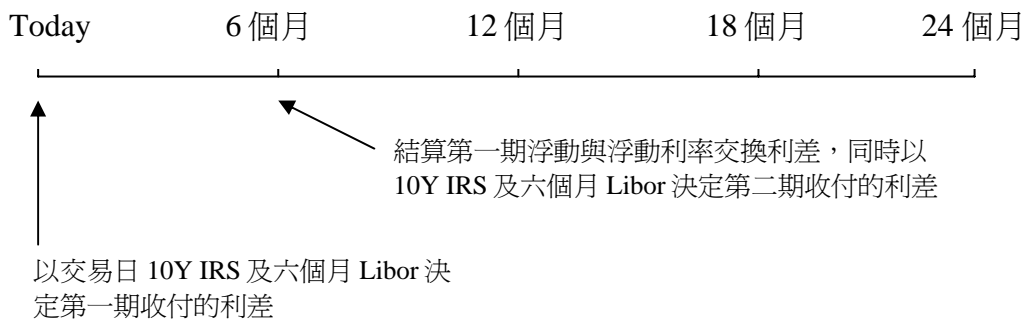 Today 6 個月 12 個月 18 個月 24 個月
結算第一期浮動與浮動利率交換利差，同時以
10Y IRS 及六個月 Libor 決定第二期收付的利差
以交易日 10Y IRS 及六個月 Libor 決
定第一期收付的利差